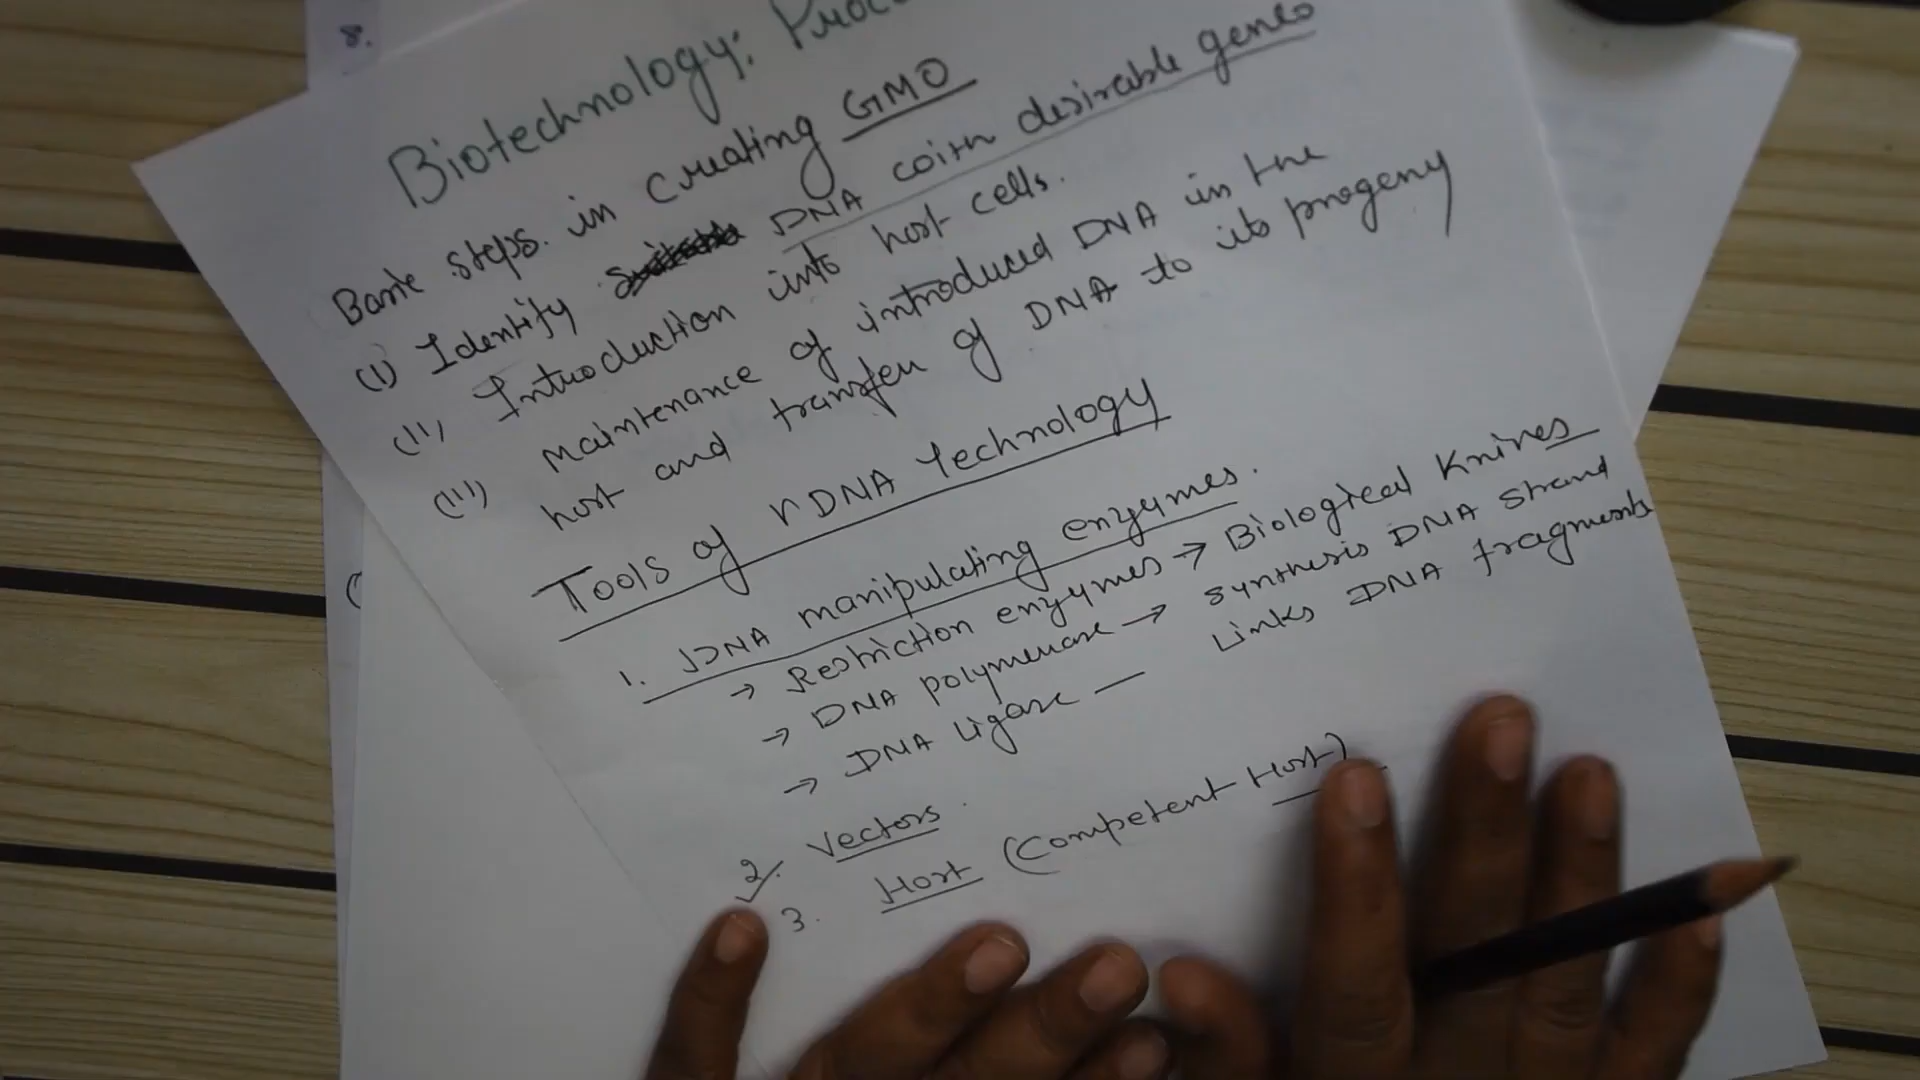 8.
Biotechnology:
Basic steps. in creating GMO
(I) Identify DNA with desirable genes
(II) Introduction into host cells.
(III) Maintenance of introduced DNA in the
host and transfer of DNA to its progeny
Tools of rDNA Technology
1. DNA manipulating enzymes.
→ Restriction enzymes → Biological Knives
→ DNA polymerase → Synthesis DNA Strand
→ DNA ligase — Links DNA fragments
2. Vectors
3. Host (Competent Host)